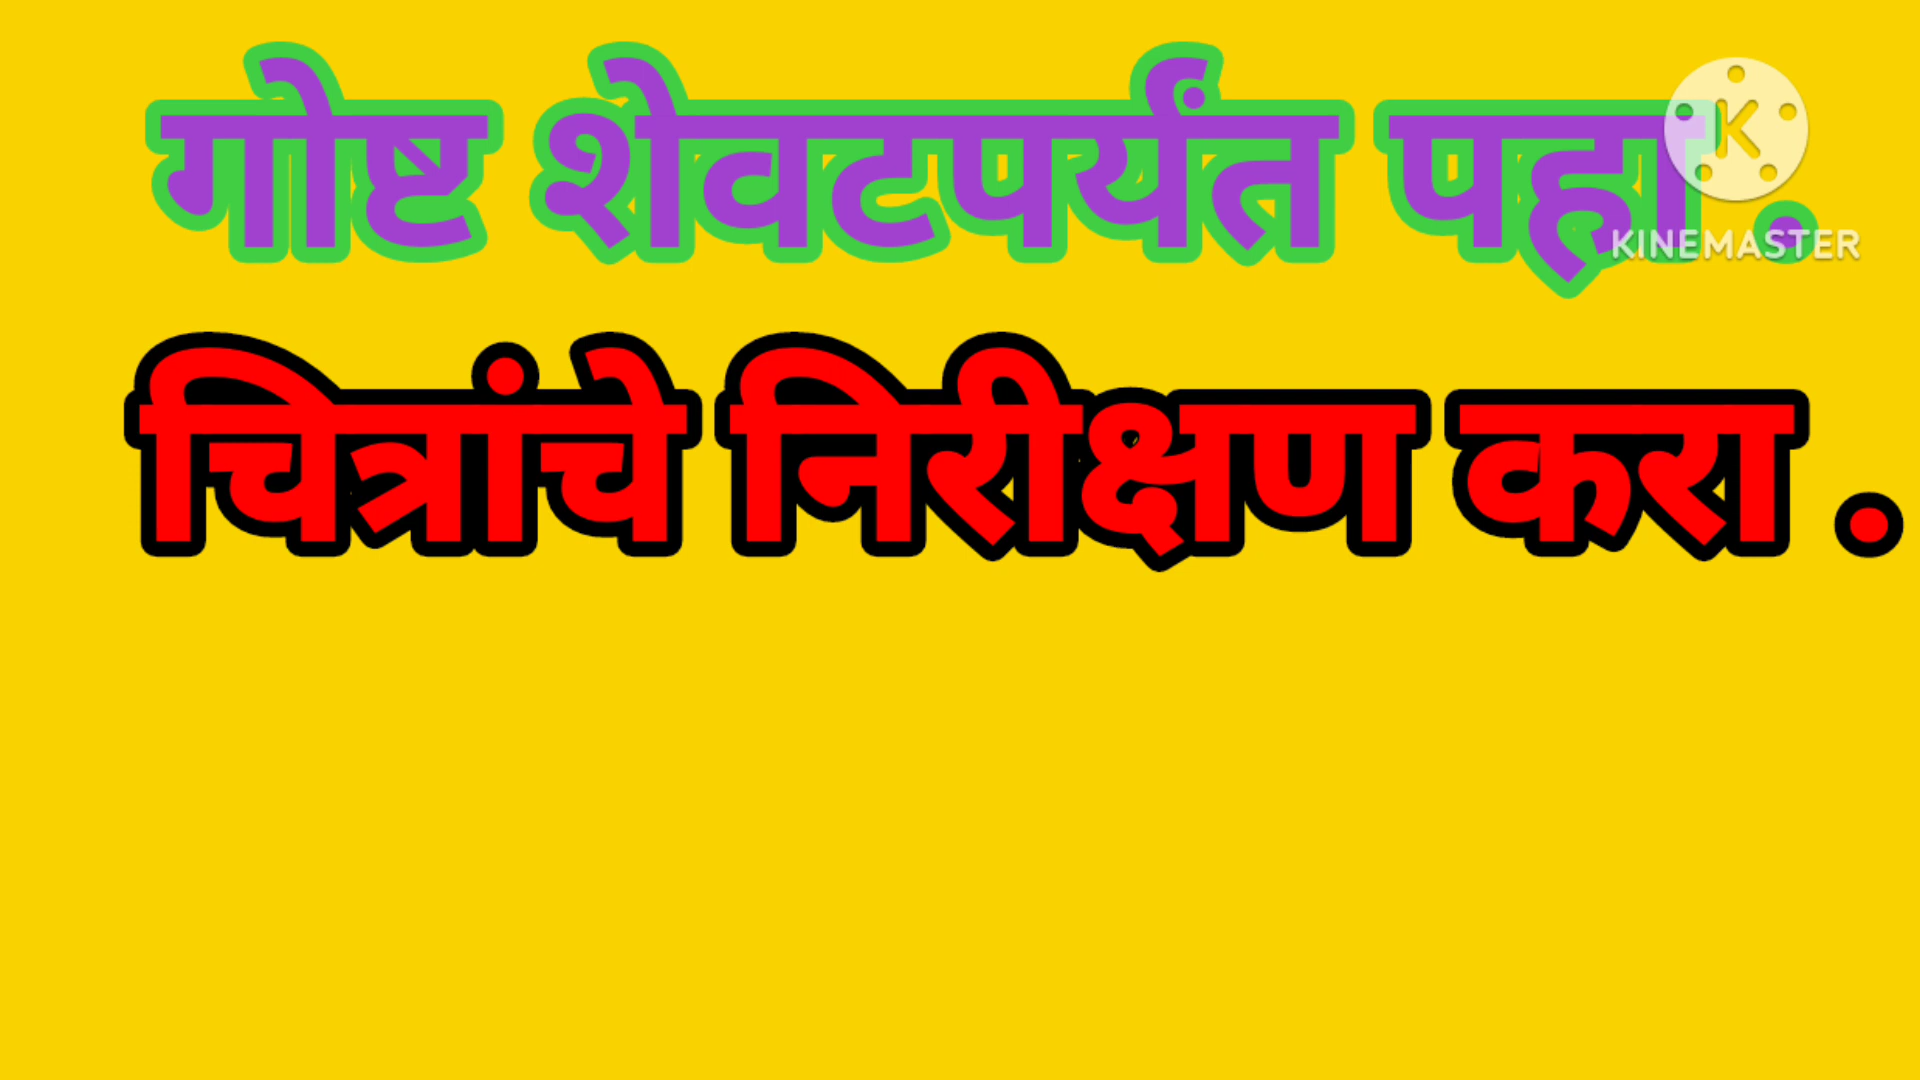 गोष्ट शेवटपर्यंत पहा .
K
KINEMASTER
चित्रांचे निरीक्षण करा .